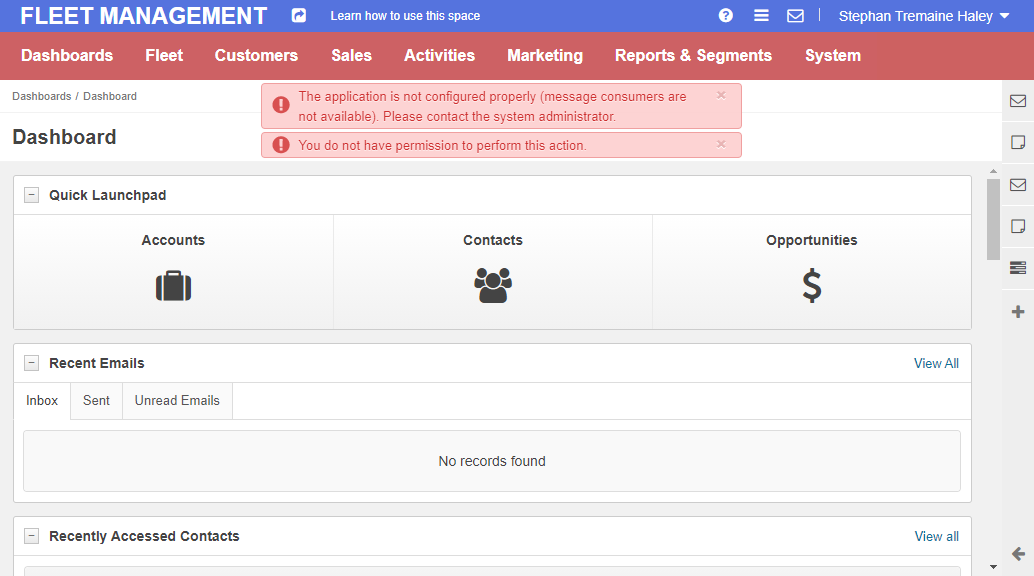 FLEET MANAGEMENT
Learn how to use this space
Stephan Tremaine Haley
Dashboards
Fleet
Customers
Sales
Activities
Marketing
Reports & Segments
System
Dashboards / Dashboard
The application is not configured properly (message consumers are
not available). Please contact the system administrator.
×
You do not have permission to perform this action.
×
Dashboard
Quick Launchpad
Accounts
Contacts
Opportunities
Recent Emails
View All
Inbox
Sent
Unread Emails
No records found
Recently Accessed Contacts
View all